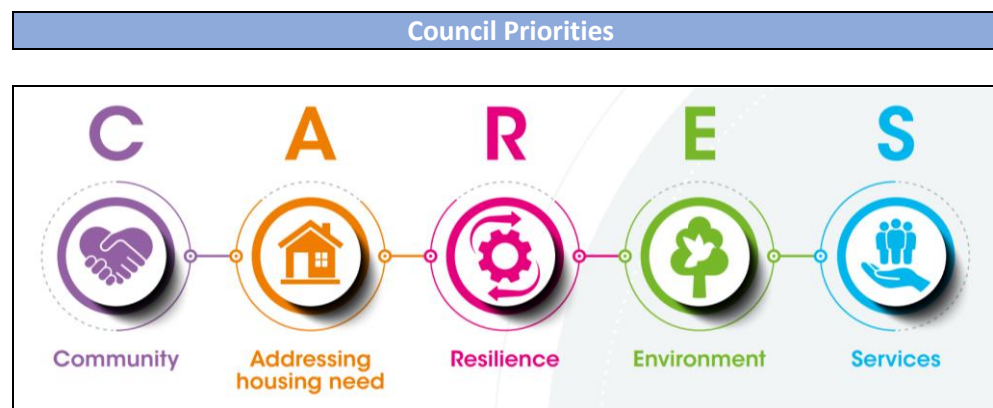 Council Priorities
C A R E S
Community
Addressing
housing need
Resilience
Environment
Services